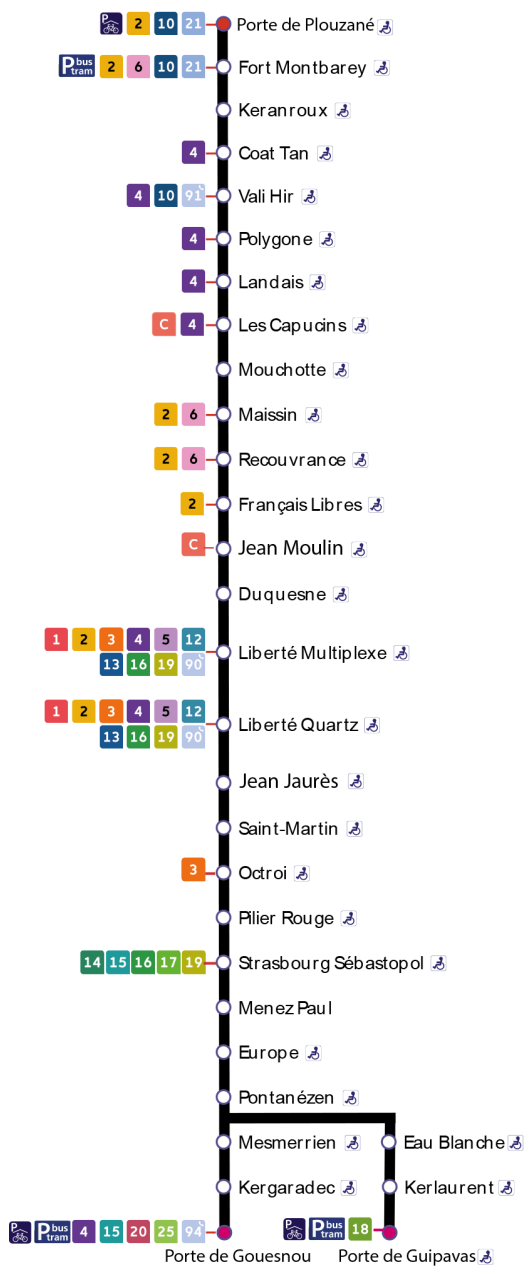 P 2 10 21 Porte de Plouzané
P bus tram 2 6 10 21 Fort Montbarey
Keranroux
4 Coat Tan
4 10 91 Vali Hir
4 Polygone
4 Landais
C 4 Les Capucins
Mouchotte
2 6 Maissin
2 6 Recouvrance
2 Français Libres
C Jean Moulin
Duquesne
1 2 3 4 5 12
13 16 19 90 Liberté Multiplexe
1 2 3 4 5 12
13 16 19 90 Liberté Quartz
Jean Jaurès
Saint-Martin
3 Octroi
Pilier Rouge
14 15 16 17 19 Strasbourg Sébastopol
Menez Paul
Europe
Pontanézen
Mesmerrien Eau Blanche
Kergaradec Kerlaurent
P P bus tram 4 15 20 25 94 P P bus tram 18
Porte de Gouesnou Porte de Guipavas